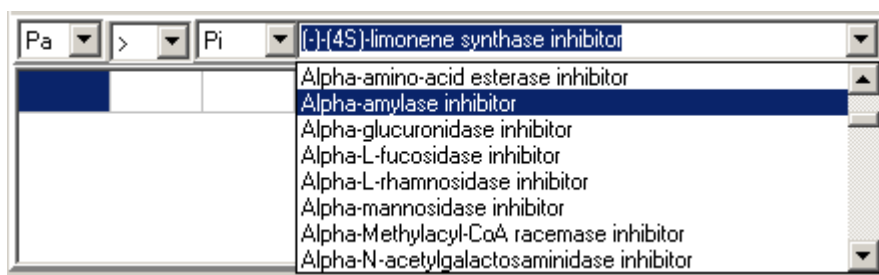 Pa > Pi (-)-(4S)-limonene synthase inhibitor
Alpha-amino-acid esterase inhibitor
Alpha-amylase inhibitor
Alpha-glucuronidase inhibitor
Alpha-L-fucosidase inhibitor
Alpha-L-rhamnosidase inhibitor
Alpha-mannosidase inhibitor
Alpha-Methylacyl-CoA racemase inhibitor
Alpha-N-acetylgalactosaminidase inhibitor